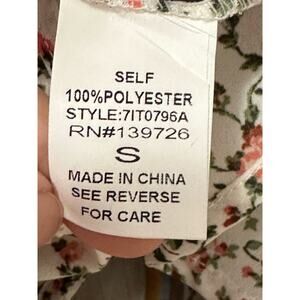 SELF
100%POLYESTER
STYLE:7IT0796A
RN#139726
S
MADE IN CHINA
SEE REVERSE
FOR CARE